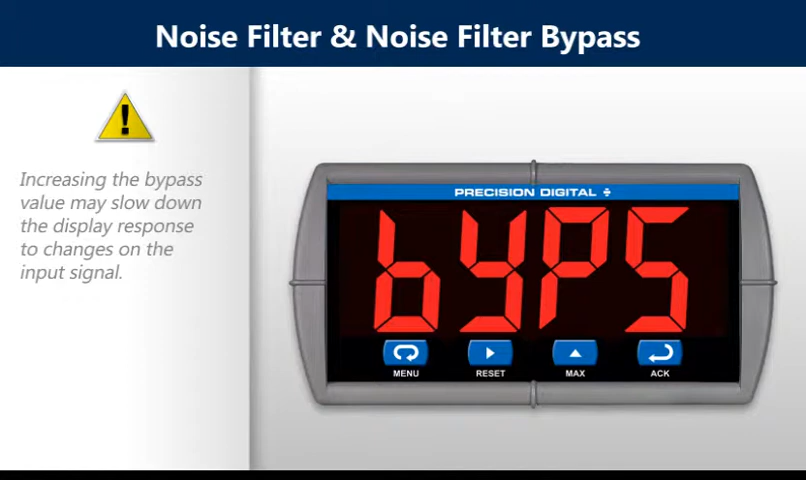 Noise Filter & Noise Filter Bypass
Increasing the bypass
value may slow down
the display response
to changes on the
input signal.
PRECISION DIGITAL
byPS
MENU
RESET
MAX
ACK